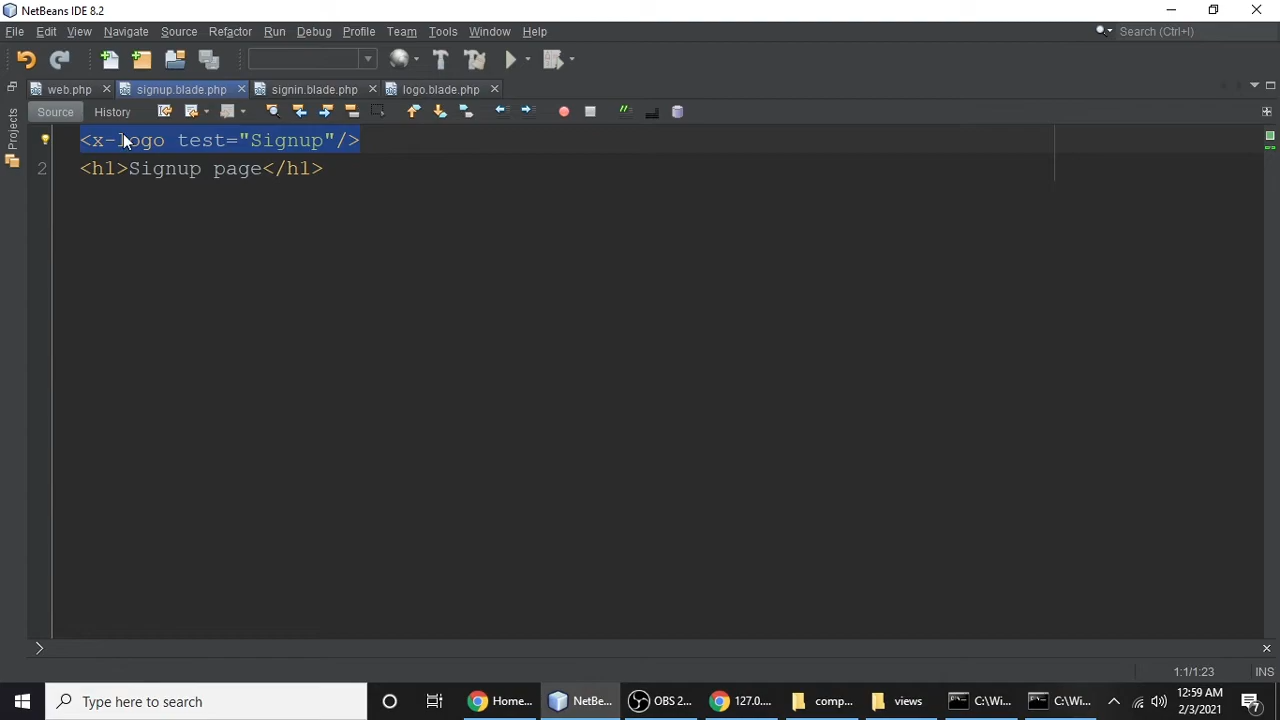 NetBeans IDE 8.2
File Edit View Navigate Source Refactor Run Debug Profile Team Tools Window Help
Search (Ctrl+I)
web.php signup.blade.php signin.blade.php logo.blade.php
Source History
Projects
<x-logo test="Signup"/>
2 <h1>Signup page</h1>
1:1/1:23 INS
Type here to search
Home...
NetBe...
OBS 2...
127.0....
comp...
views
C:\Wi...
C:\Wi...
12:59 AM
2/3/2021
7